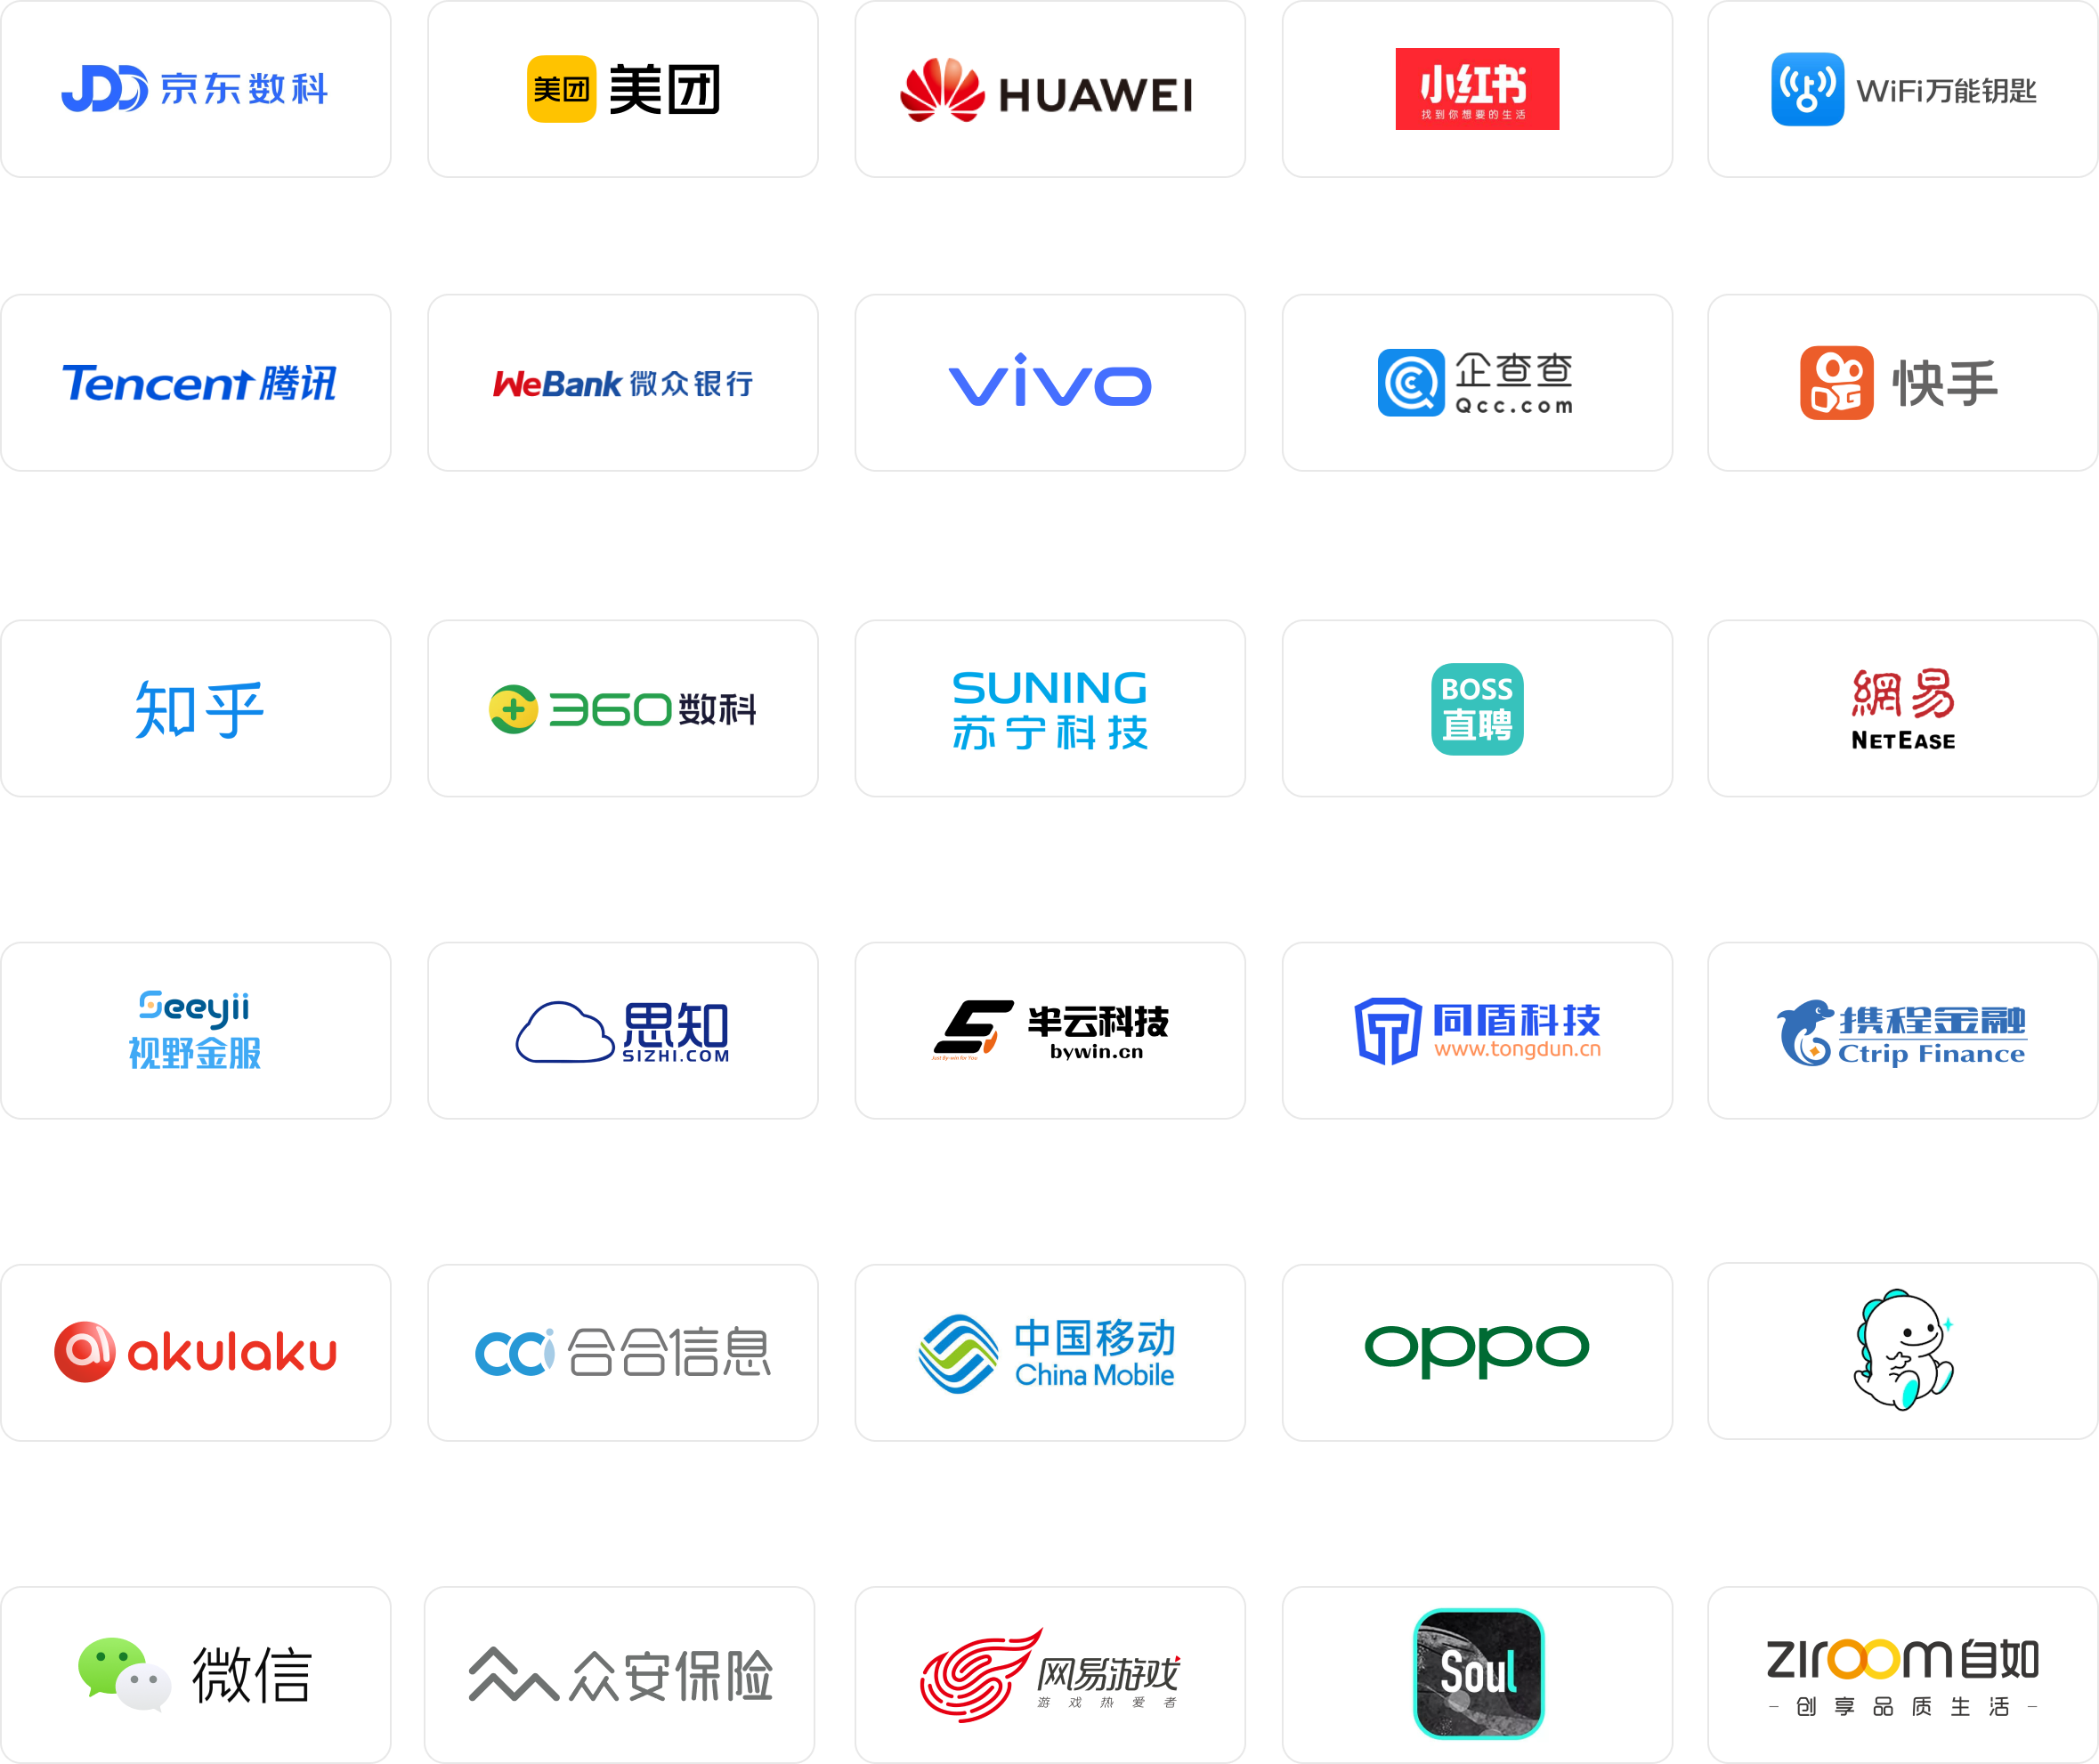 JDD 京东数科
美团 美团
HUAWEI
小红书
找到你想要的生活
WiFi万能钥匙
Tencent 腾讯
WeBank 微众银行
vivo
企查查
Qcc.com
快手
知乎
360数科
SUNING
苏宁科技
BOSS
直聘
網易
NETEASE
Seeyii
视野金服
思知
SIZHI.COM
半云科技
bywin.cn
Just By-win for You
同盾科技
www.tongdun.cn
携程金融
Ctrip Finance
akulaku
CCi 合合信息
中国移动
China Mobile
oppo
微信
众安保险
网易游戏
游戏热爱者
Soul
ziroom自如
- 创享品质生活 -